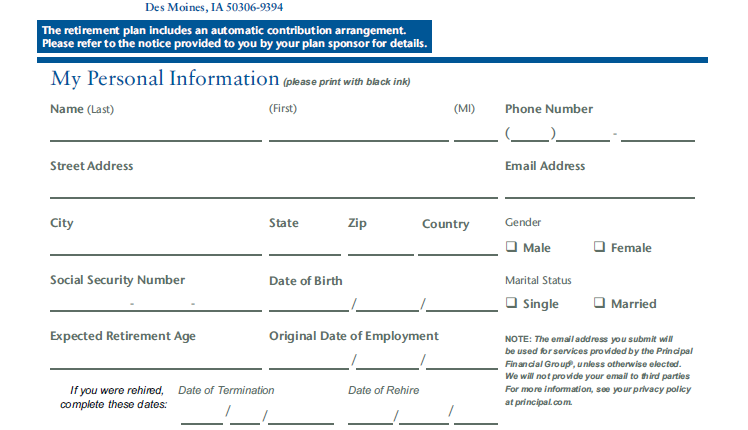 Des Moines, IA 50306-9394
The retirement plan includes an automatic contribution arrangement.
Please refer to the notice provided to you by your plan sponsor for details.
My Personal Information (please print with black ink)
Name (Last) (First) (MI) Phone Number
( ) -
Street Address Email Address
City State Zip Country Gender
❑ Male ❑ Female
Social Security Number Date of Birth Marital Status
- - / / ❑ Single ❑ Married
Expected Retirement Age Original Date of Employment
/ /
NOTE: The email address you submit will
be used for services provided by the Principal
Financial Group®, unless otherwise elected.
We will not provide your email to third parties
For more information, see your privacy policy
at principal.com.
If you were rehired, Date of Termination Date of Rehire
complete these dates: / / / /